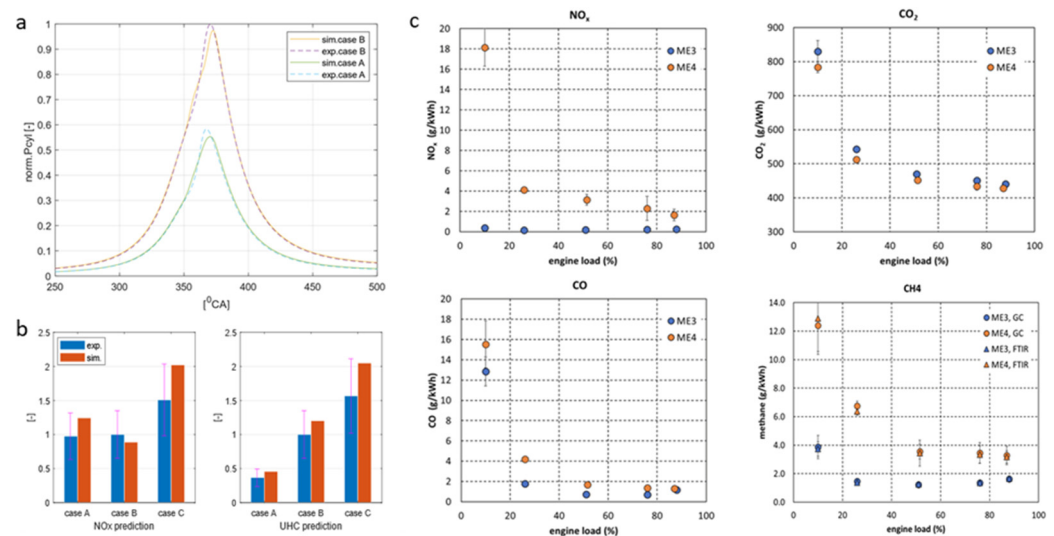 a
norm.Pcyl [-]
1
0.9
0.8
0.7
0.6
0.5
0.4
0.3
0.2
0.1
0
250
300
350
400
450
500
[⁰CA]
sim.case B
exp.case B
sim.case A
exp.case A
b
[-]
2.5
2
1.5
1
0.5
0
exp.
sim.
case A case B case C
NOx prediction
[-]
2.5
2
1.5
1
0.5
0
case A case B case C
UHC prediction
c
NOₓ
NOₓ (g/kWh)
20
18
16
14
12
10
8
6
4
2
0
0 20 40 60 80 100
engine load (%)
ME3
ME4
CO₂
CO₂ (g/kWh)
900
800
700
600
500
400
300
0 20 40 60 80 100
engine load (%)
ME3
ME4
CO
CO (g/kWh)
20
18
16
14
12
10
8
6
4
2
0
0 20 40 60 80 100
engine load (%)
ME3
ME4
CH4
methane (g/kWh)
14.0
12.0
10.0
8.0
6.0
4.0
2.0
0.0
0 20 40 60 80 100
engine load (%)
ME3, GC
ME4, GC
ME3, FTIR
ME4, FTIR